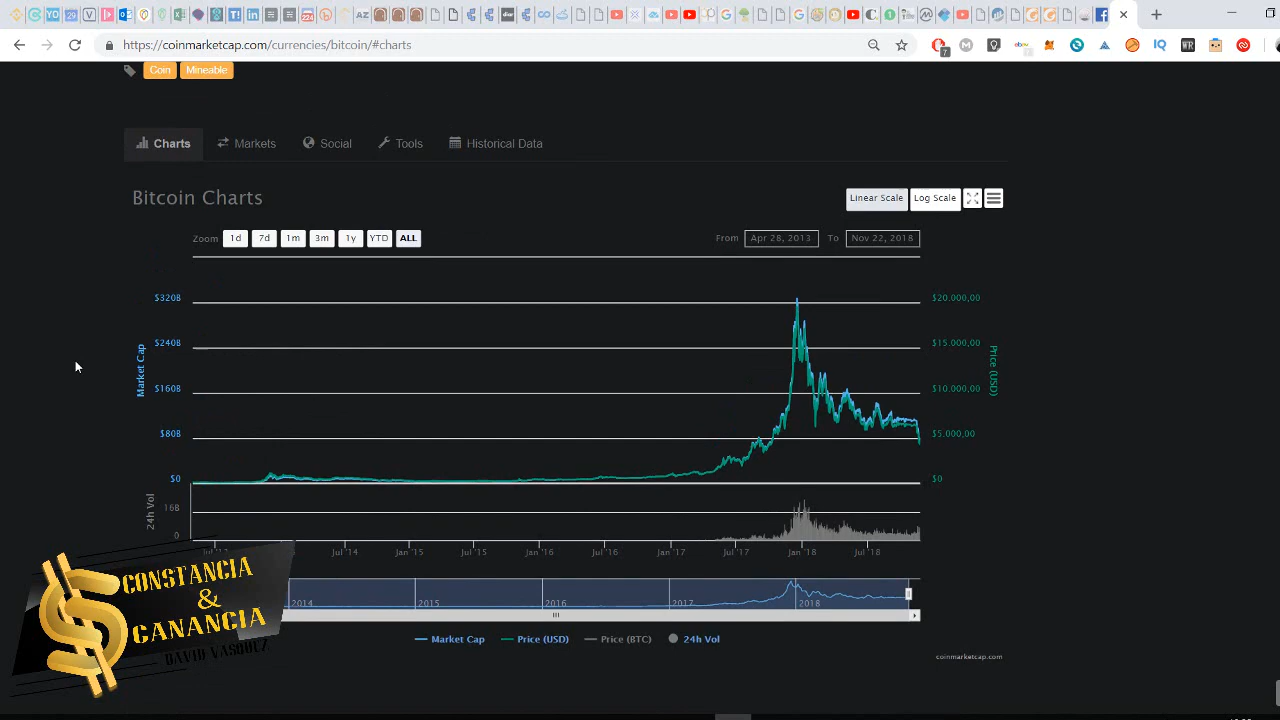 https://coinmarketcap.com/currencies/bitcoin/#charts
Coin Mineable
Charts Markets Social Tools Historical Data
Bitcoin Charts
Linear Scale Log Scale
Zoom 1d 7d 1m 3m 1y YTD ALL From Apr 28, 2013 To Nov 22, 2018
$320B $20.000,00
$240B $15.000,00
Market Cap
Price (USD)
$160B $10.000,00
$80B $5.000,00
$0 $0
24h Vol
16B
0
Jul '14 Jan '15 Jul '15 Jan '16 Jul '16 Jan '17 Jul '17 Jan '18 Jul '18
2014 2015 2016 2017 2018
Market Cap Price (USD) Price (BTC) 24h Vol
coinmarketcap.com
CONSTANCIA
&
GANANCIA
DAVID VASQUEZ